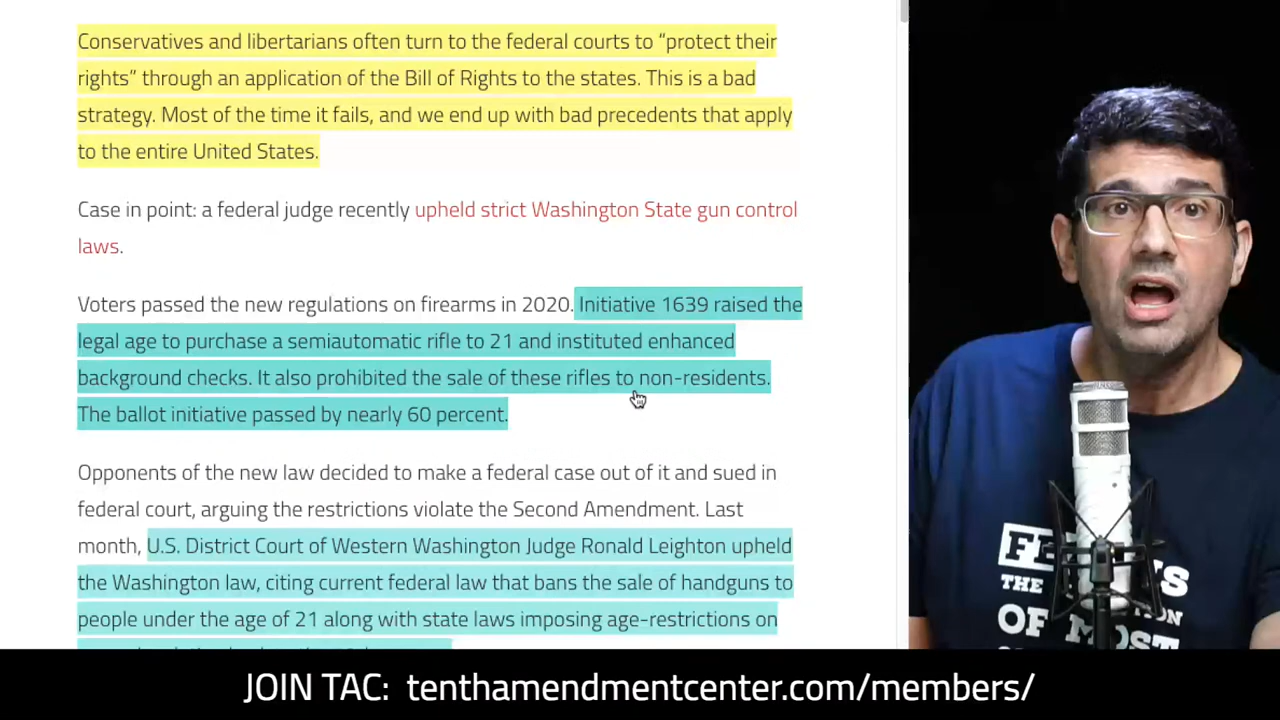 Conservatives and libertarians often turn to the federal courts to “protect their
rights” through an application of the Bill of Rights to the states. This is a bad
strategy. Most of the time it fails, and we end up with bad precedents that apply
to the entire United States.
Case in point: a federal judge recently upheld strict Washington State gun control
laws.
Voters passed the new regulations on firearms in 2020. Initiative 1639 raised the
legal age to purchase a semiautomatic rifle to 21 and instituted enhanced
background checks. It also prohibited the sale of these rifles to non-residents.
The ballot initiative passed by nearly 60 percent.
Opponents of the new law decided to make a federal case out of it and sued in
federal court, arguing the restrictions violate the Second Amendment. Last
month, U.S. District Court of Western Washington Judge Ronald Leighton upheld
the Washington law, citing current federal law that bans the sale of handguns to
people under the age of 21 along with state laws imposing age-restrictions on
THE
OF MOST
JOIN TAC: tenthamendmentcenter.com/members/